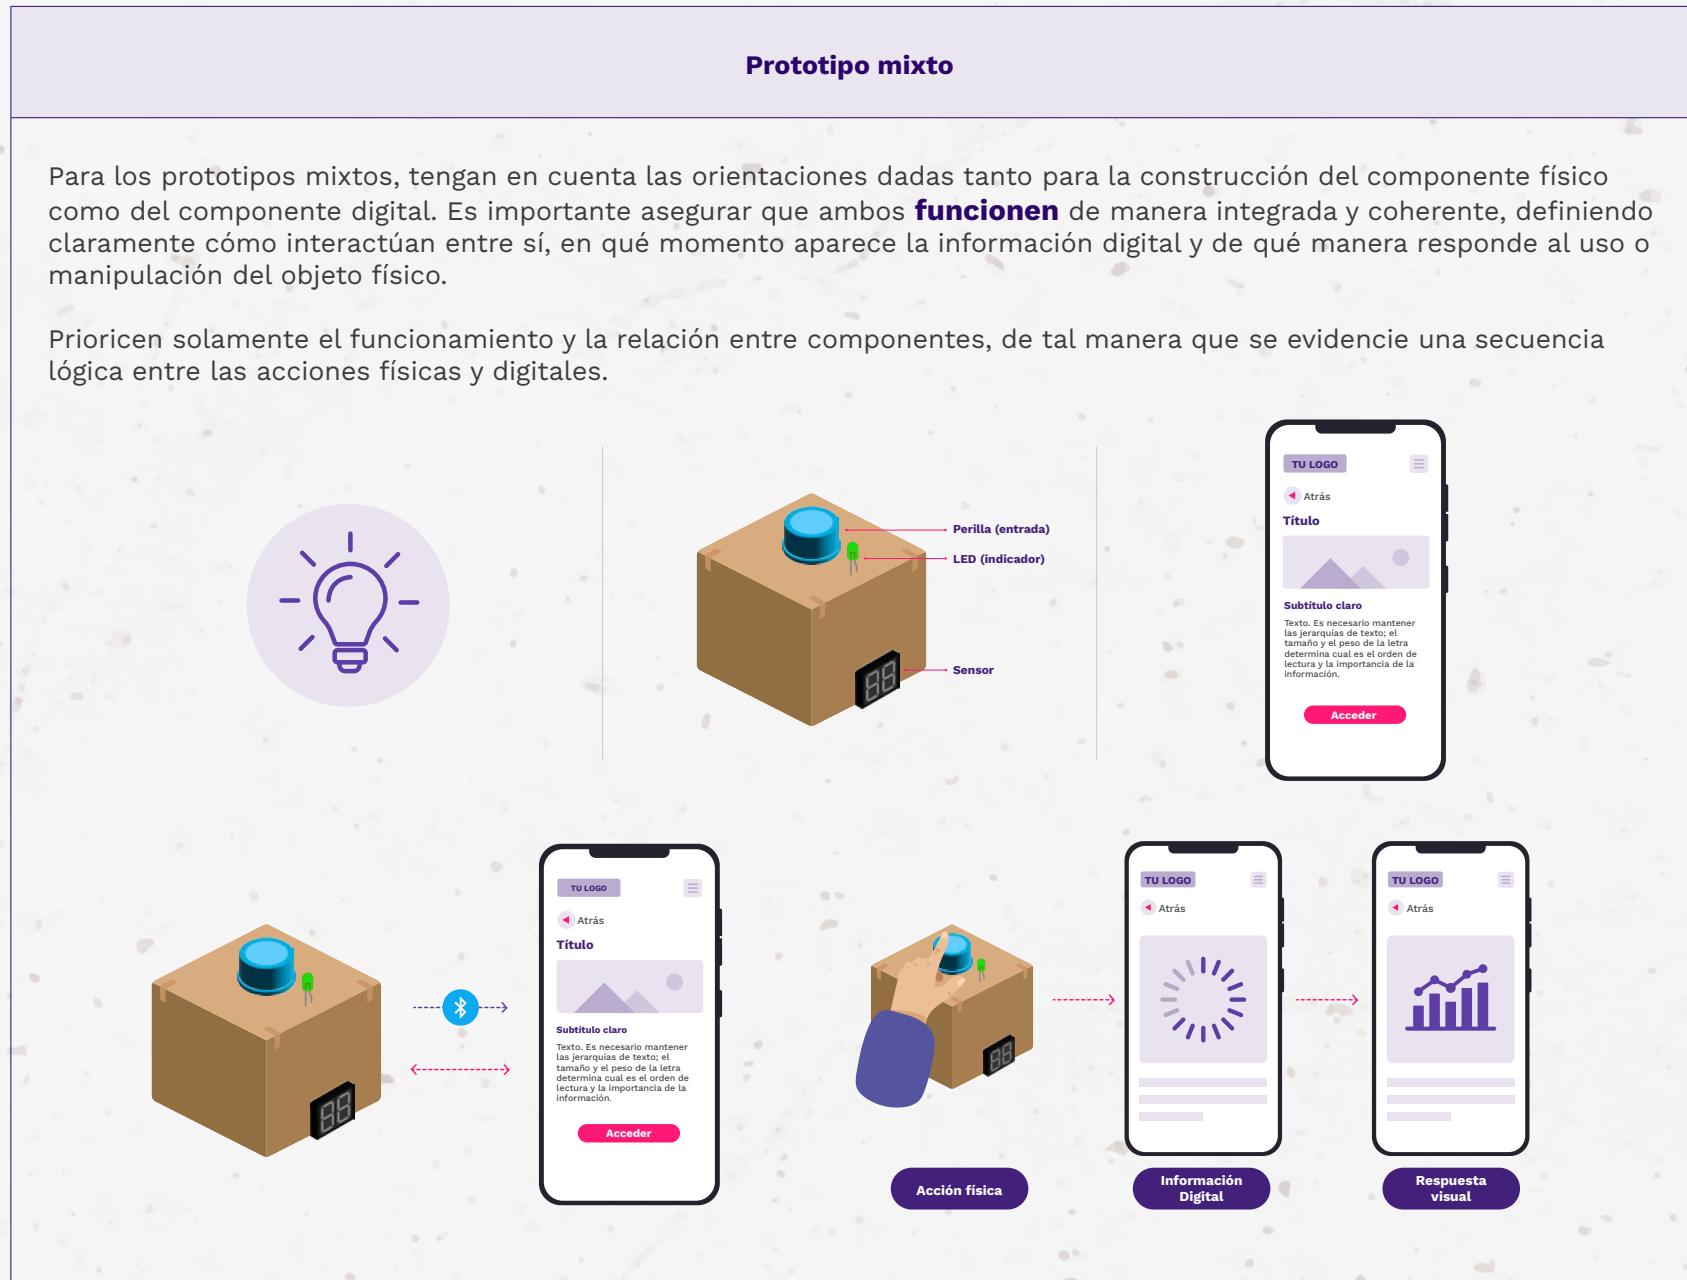 Prototipo mixto
Para los prototipos mixtos, tengan en cuenta las orientaciones dadas tanto para la construcción del componente físico
como del componente digital. Es importante asegurar que ambos funcionen de manera integrada y coherente, definiendo
claramente cómo interactúan entre sí, en qué momento aparece la información digital y de qué manera responde al uso o
manipulación del objeto físico.
Prioricen solamente el funcionamiento y la relación entre componentes, de tal manera que se evidencie una secuencia
lógica entre las acciones físicas y digitales.
Perilla (entrada)
LED (indicador)
Sensor
TU LOGO
Atrás
Título
Subtítulo claro
Texto. Es necesario mantener
las jerarquías de texto; el
tamaño y el peso de la letra
determina cual es el orden de
lectura y la importancia de la
información.
Acceder
TU LOGO
Atrás
Título
Subtítulo claro
Texto. Es necesario mantener
las jerarquías de texto; el
tamaño y el peso de la letra
determina cual es el orden de
lectura y la importancia de la
información.
Acceder
Acción física
TU LOGO
Atrás
Información
Digital
TU LOGO
Atrás
Respuesta
visual